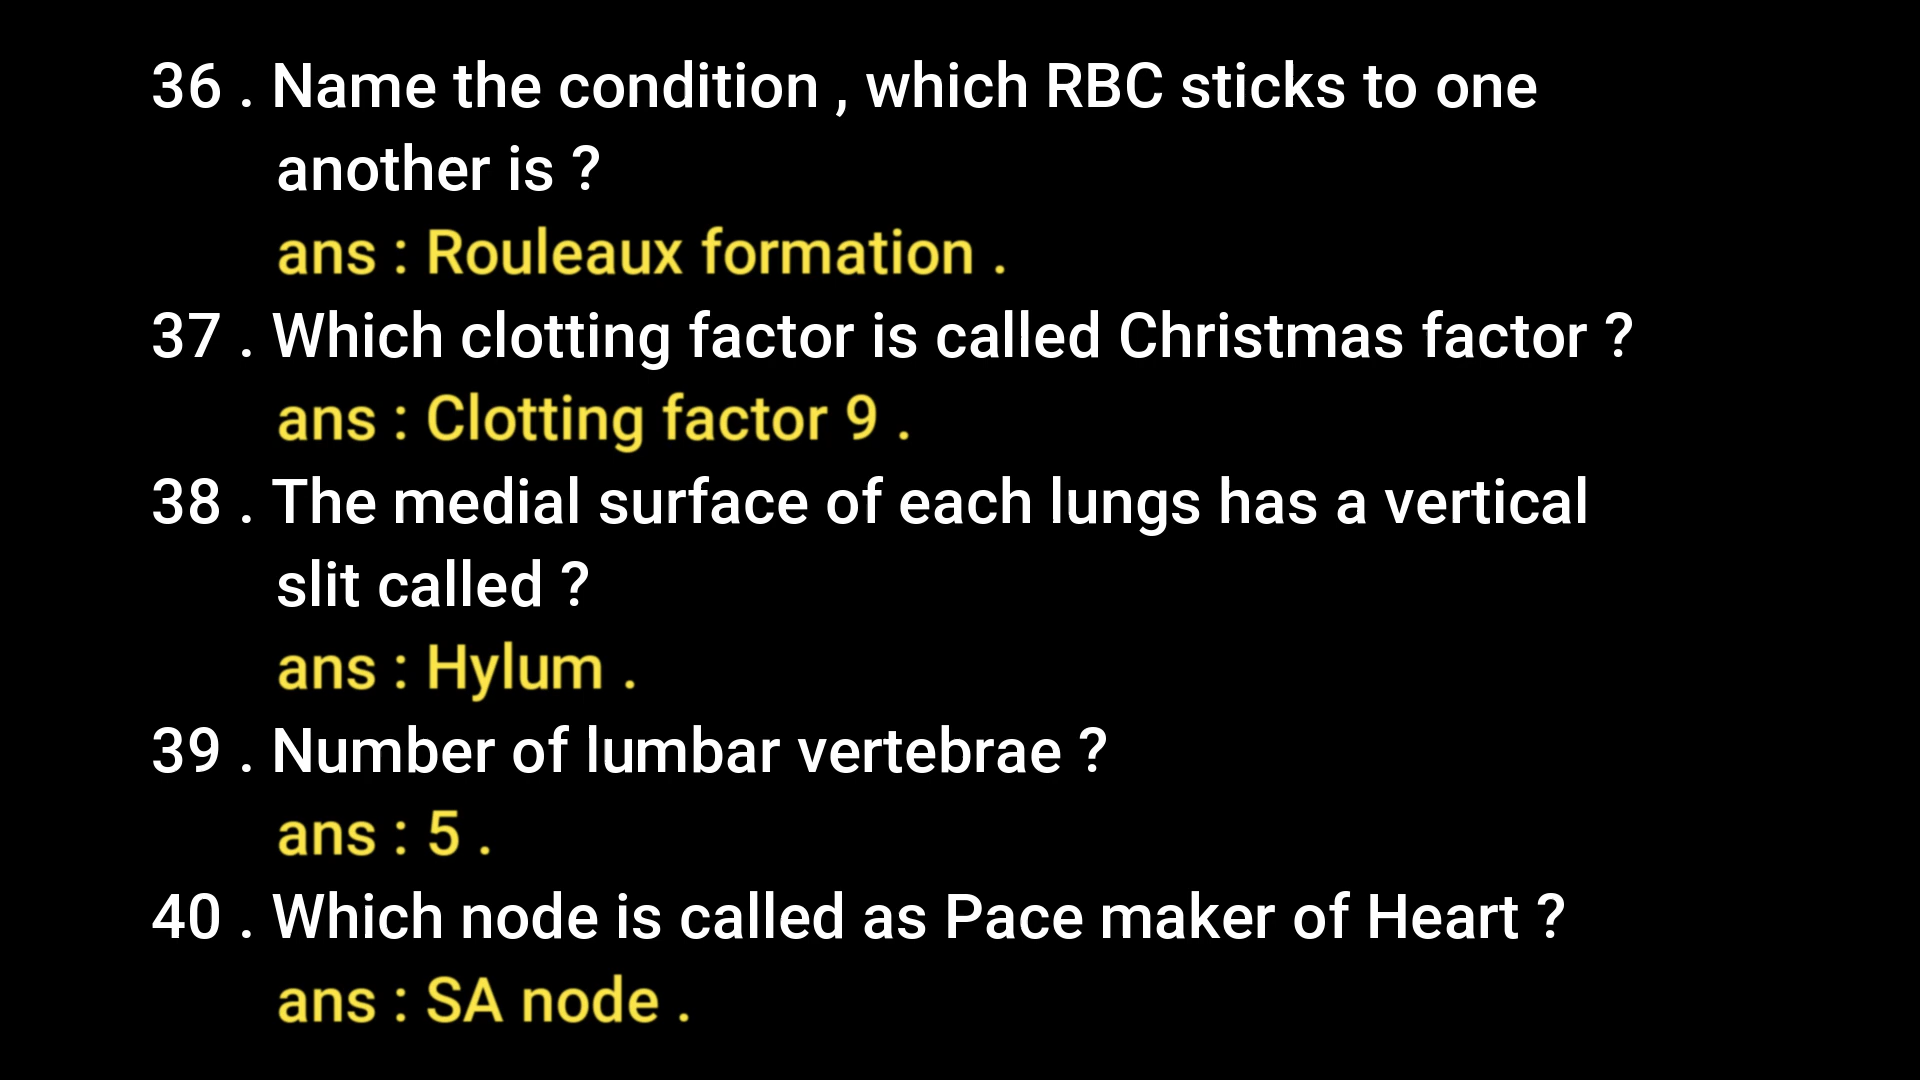 36 . Name the condition , which RBC sticks to one
another is ?
ans : Rouleaux formation .
37 . Which clotting factor is called Christmas factor ?
ans : Clotting factor 9 .
38 . The medial surface of each lungs has a vertical
slit called ?
ans : Hylum .
39 . Number of lumbar vertebrae ?
ans : 5 .
40 . Which node is called as Pace maker of Heart ?
ans : SA node .